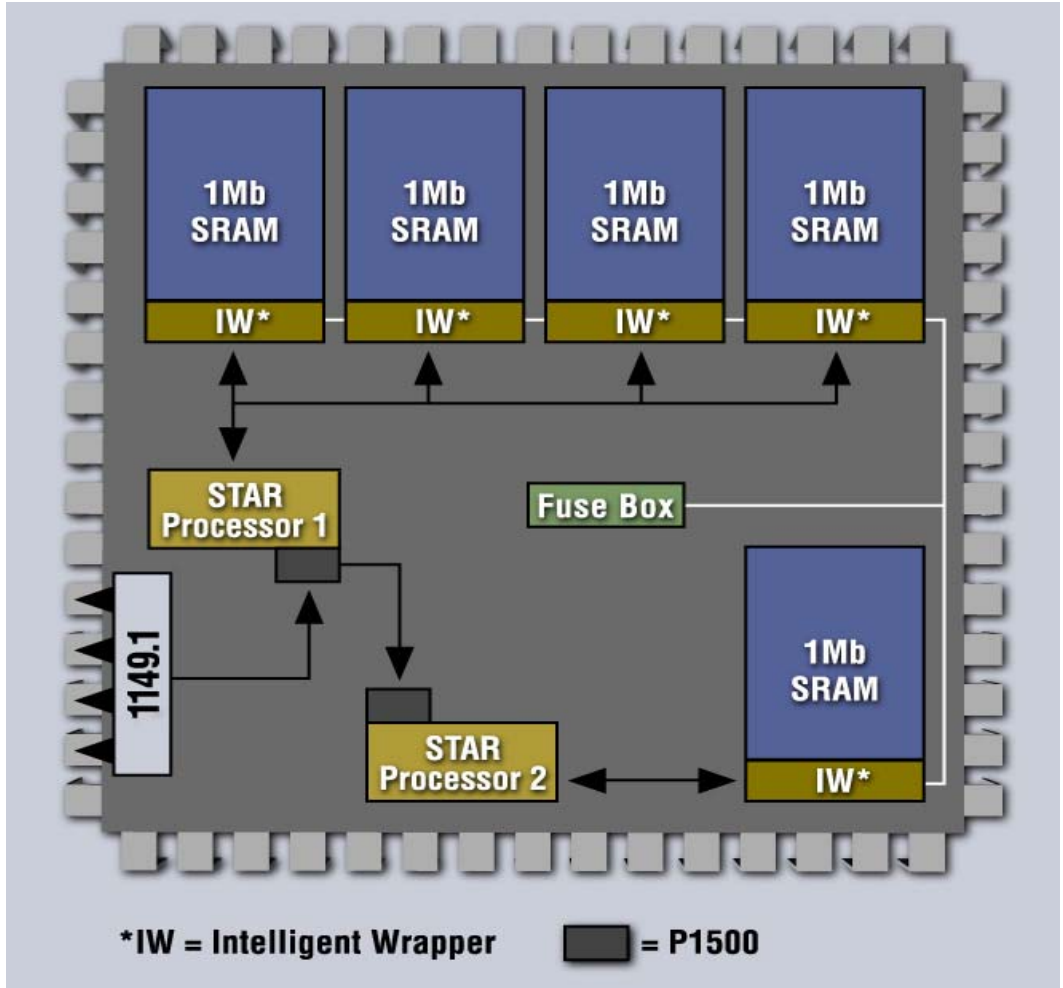 1Mb
SRAM
1Mb
SRAM
1Mb
SRAM
1Mb
SRAM
IW*
IW*
IW*
IW*
STAR
Processor 1
Fuse Box
1149.1
1Mb
SRAM
STAR
Processor 2
IW*
*IW = Intelligent Wrapper
= P1500